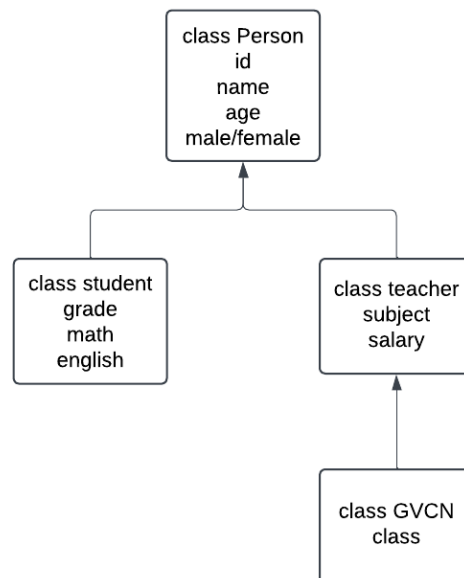 class Person
id
name
age
male/female
class student
grade
math
english
class teacher
subject
salary
class GVCN
class